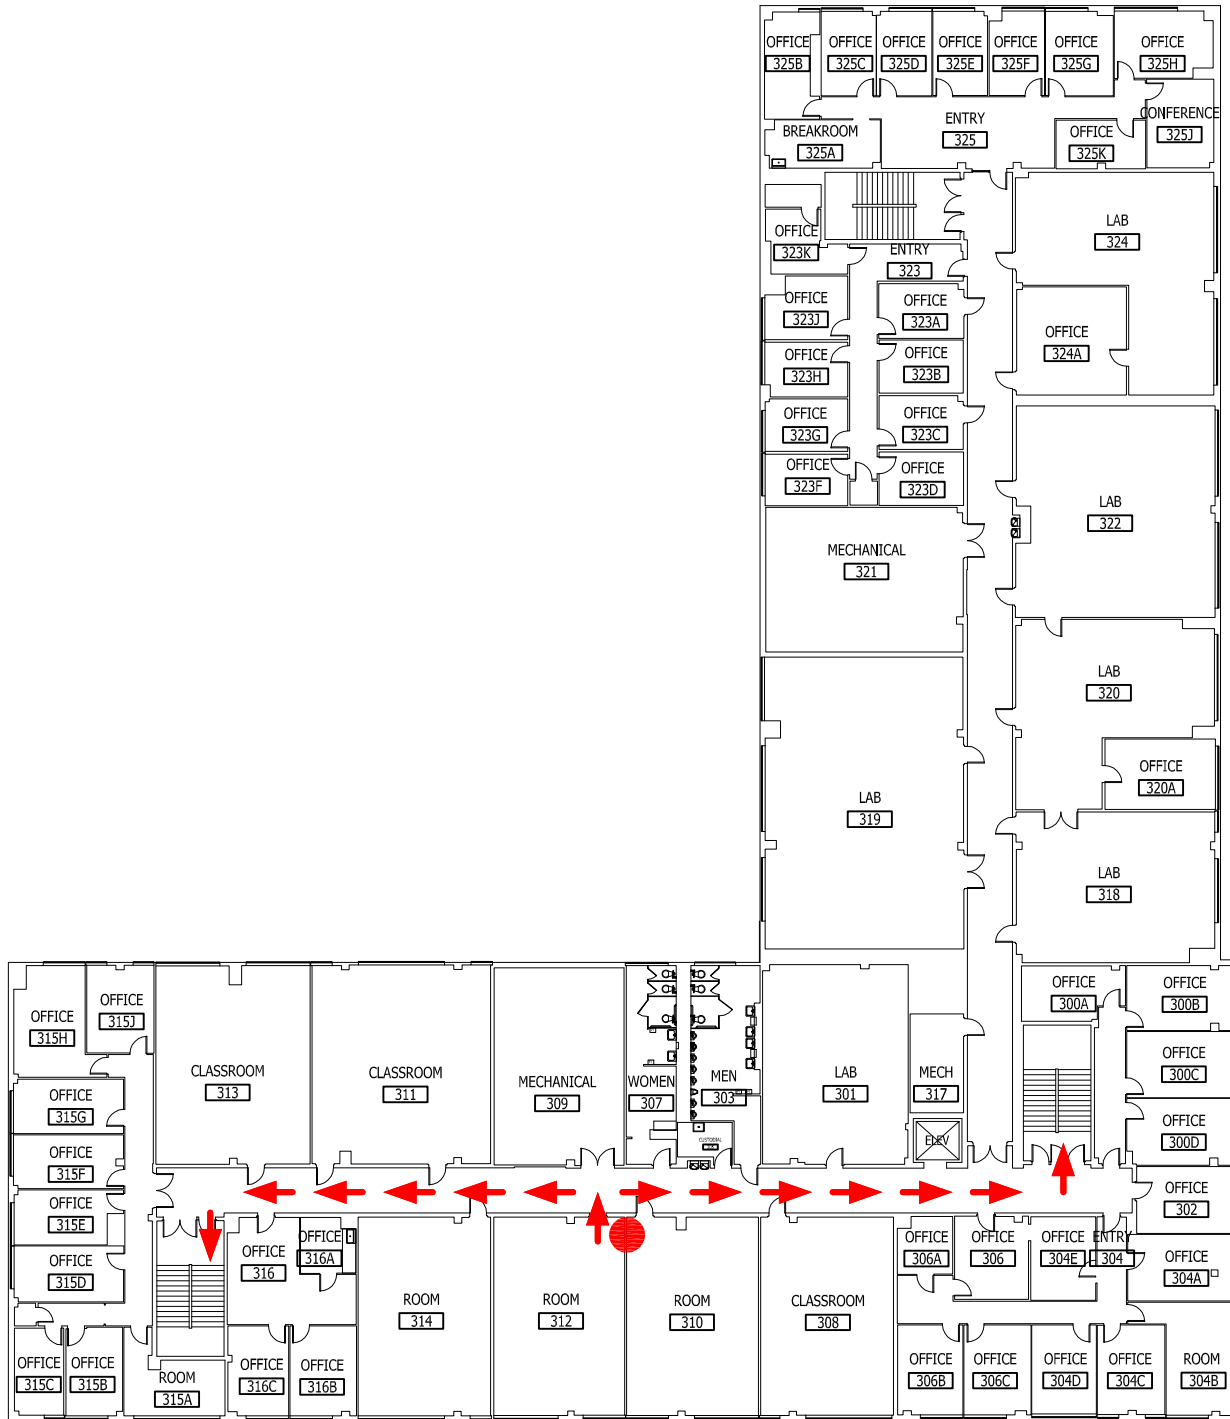 OFFICE
325B
OFFICE
325C
OFFICE
325D
OFFICE
325E
OFFICE
325F
OFFICE
325G
OFFICE
325H
BREAKROOM
325A
ENTRY
325
OFFICE
325K
CONFERENCE
325J
OFFICE
323K
ENTRY
323
LAB
324
OFFICE
323J
OFFICE
323A
OFFICE
324A
OFFICE
323H
OFFICE
323B
OFFICE
323G
OFFICE
323C
OFFICE
323F
OFFICE
323D
LAB
322
MECHANICAL
321
LAB
320
OFFICE
320A
LAB
319
LAB
318
OFFICE
315H
OFFICE
315J
CLASSROOM
313
CLASSROOM
311
MECHANICAL
309
WOMEN
307
MEN
303
CUSTODIAL
LAB
301
MECH
317
ELEV
OFFICE
300A
OFFICE
300B
OFFICE
300C
OFFICE
300D
OFFICE
315G
OFFICE
315F
OFFICE
315E
OFFICE
315D
OFFICE
302
OFFICE
316
OFFICE
316A
OFFICE
306A
OFFICE
306
OFFICE
304E
ENTRY
304
OFFICE
304A
ROOM
314
ROOM
312
ROOM
310
CLASSROOM
308
OFFICE
315C
OFFICE
315B
ROOM
315A
OFFICE
316C
OFFICE
316B
OFFICE
306B
OFFICE
306C
OFFICE
304D
OFFICE
304C
ROOM
304B